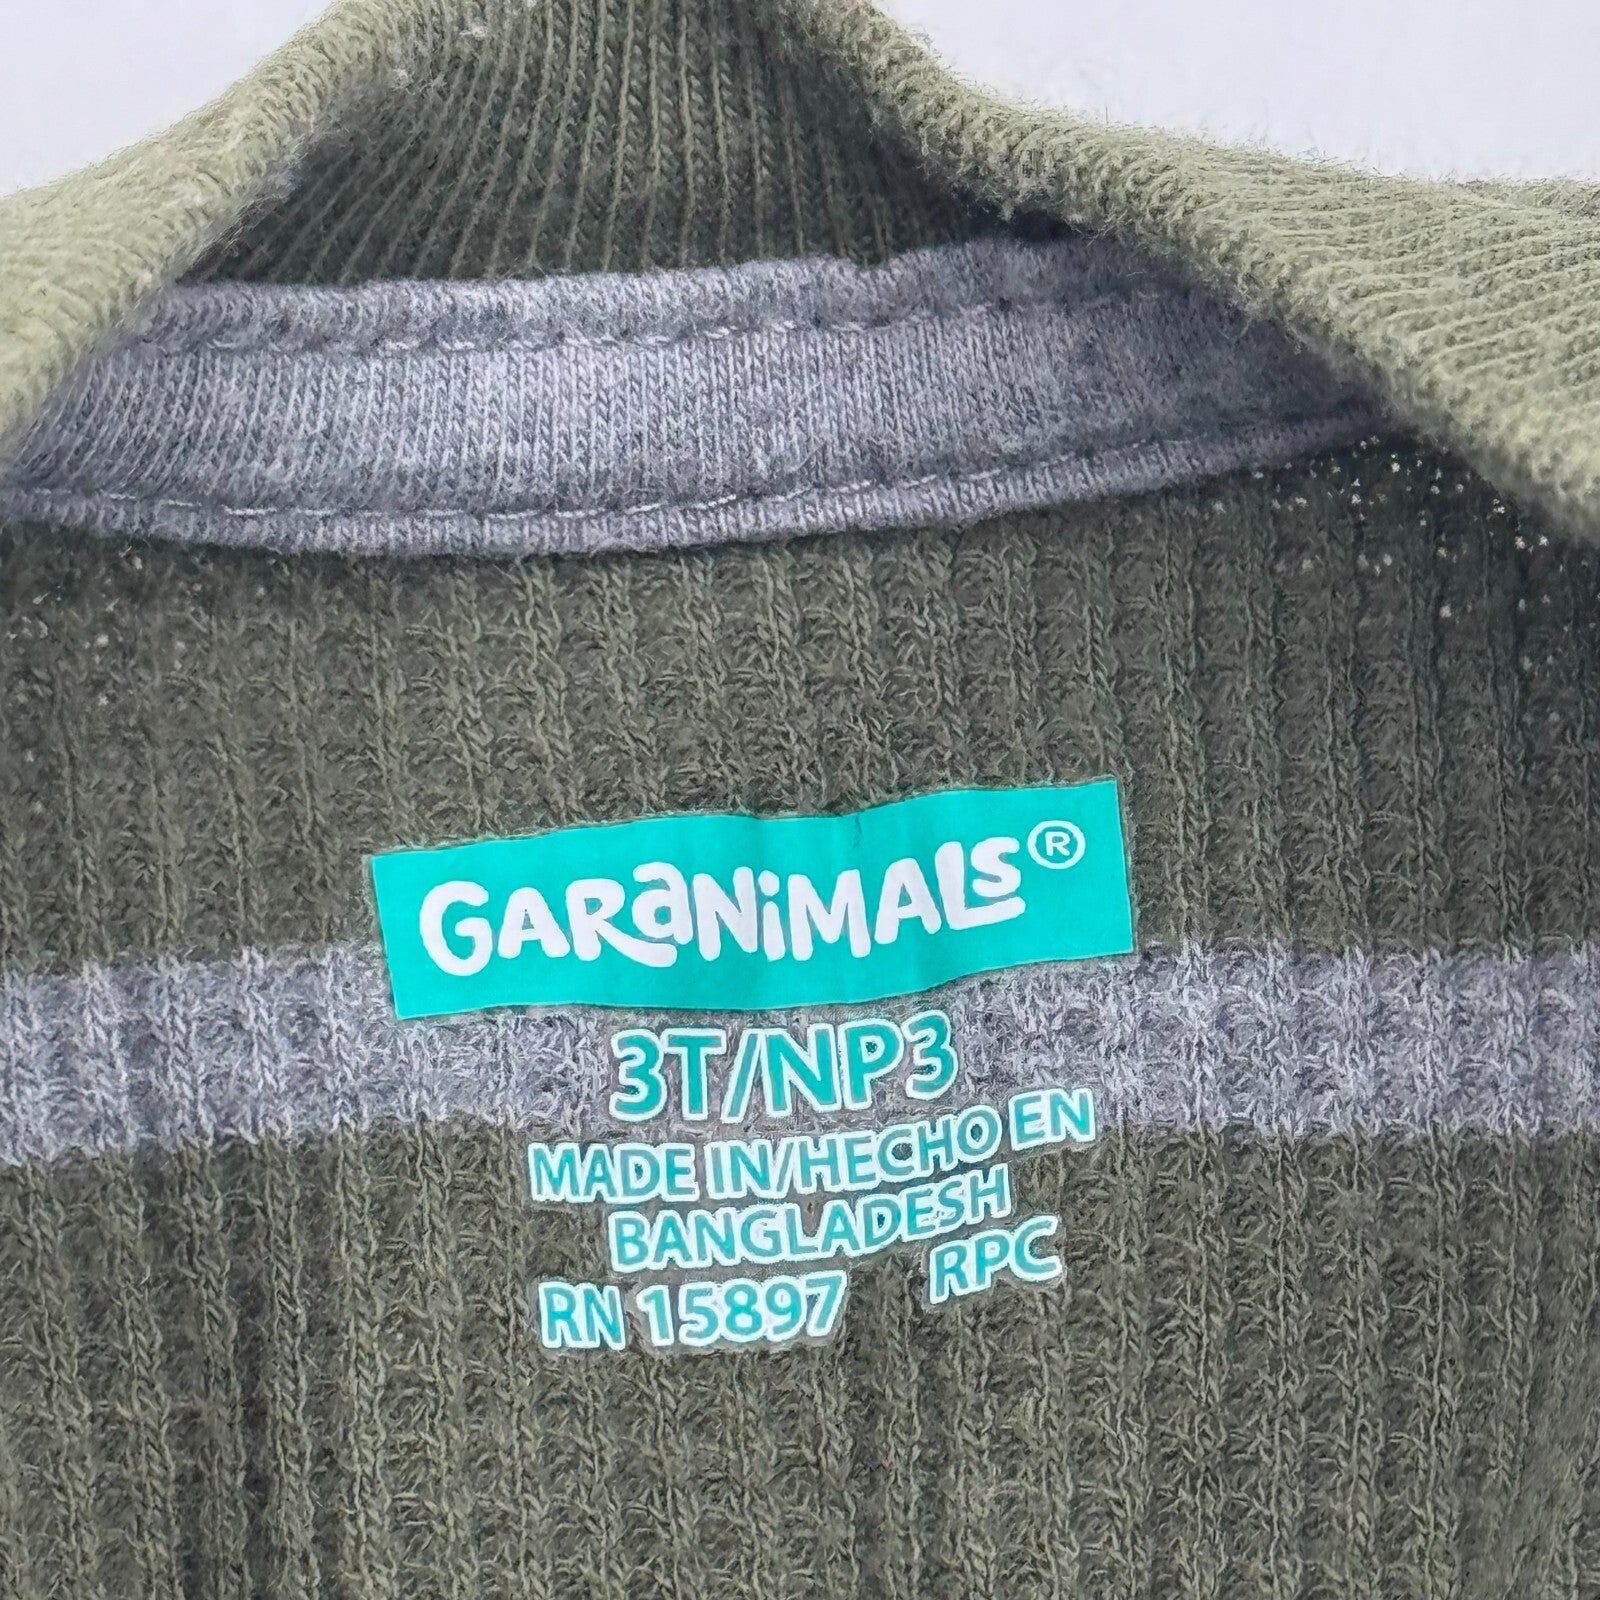 GARANIMALS®
3T/NP3
MADE IN/HECHO EN
BANGLADESH
RN 15897 RPC